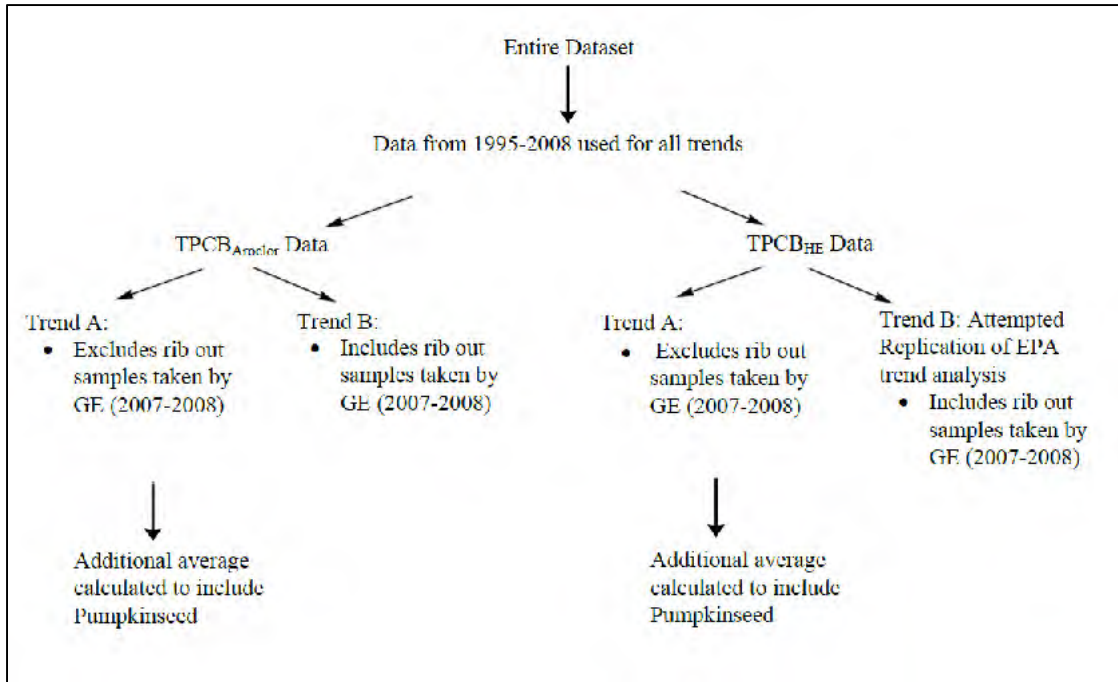 Entire Dataset
Data from 1995-2008 used for all trends
TPCBAroclor Data
TPCBHE Data
Trend A:
• Excludes rib out
samples taken by
GE (2007-2008)
Trend B:
• Includes rib out
samples taken by
GE (2007-2008)
Trend A:
• Excludes rib out
samples taken by
GE (2007-2008)
Trend B: Attempted
Replication of EPA
trend analysis
• Includes rib out
samples taken by
GE (2007-2008)
Additional average
calculated to include
Pumpkinseed
Additional average
calculated to include
Pumpkinseed